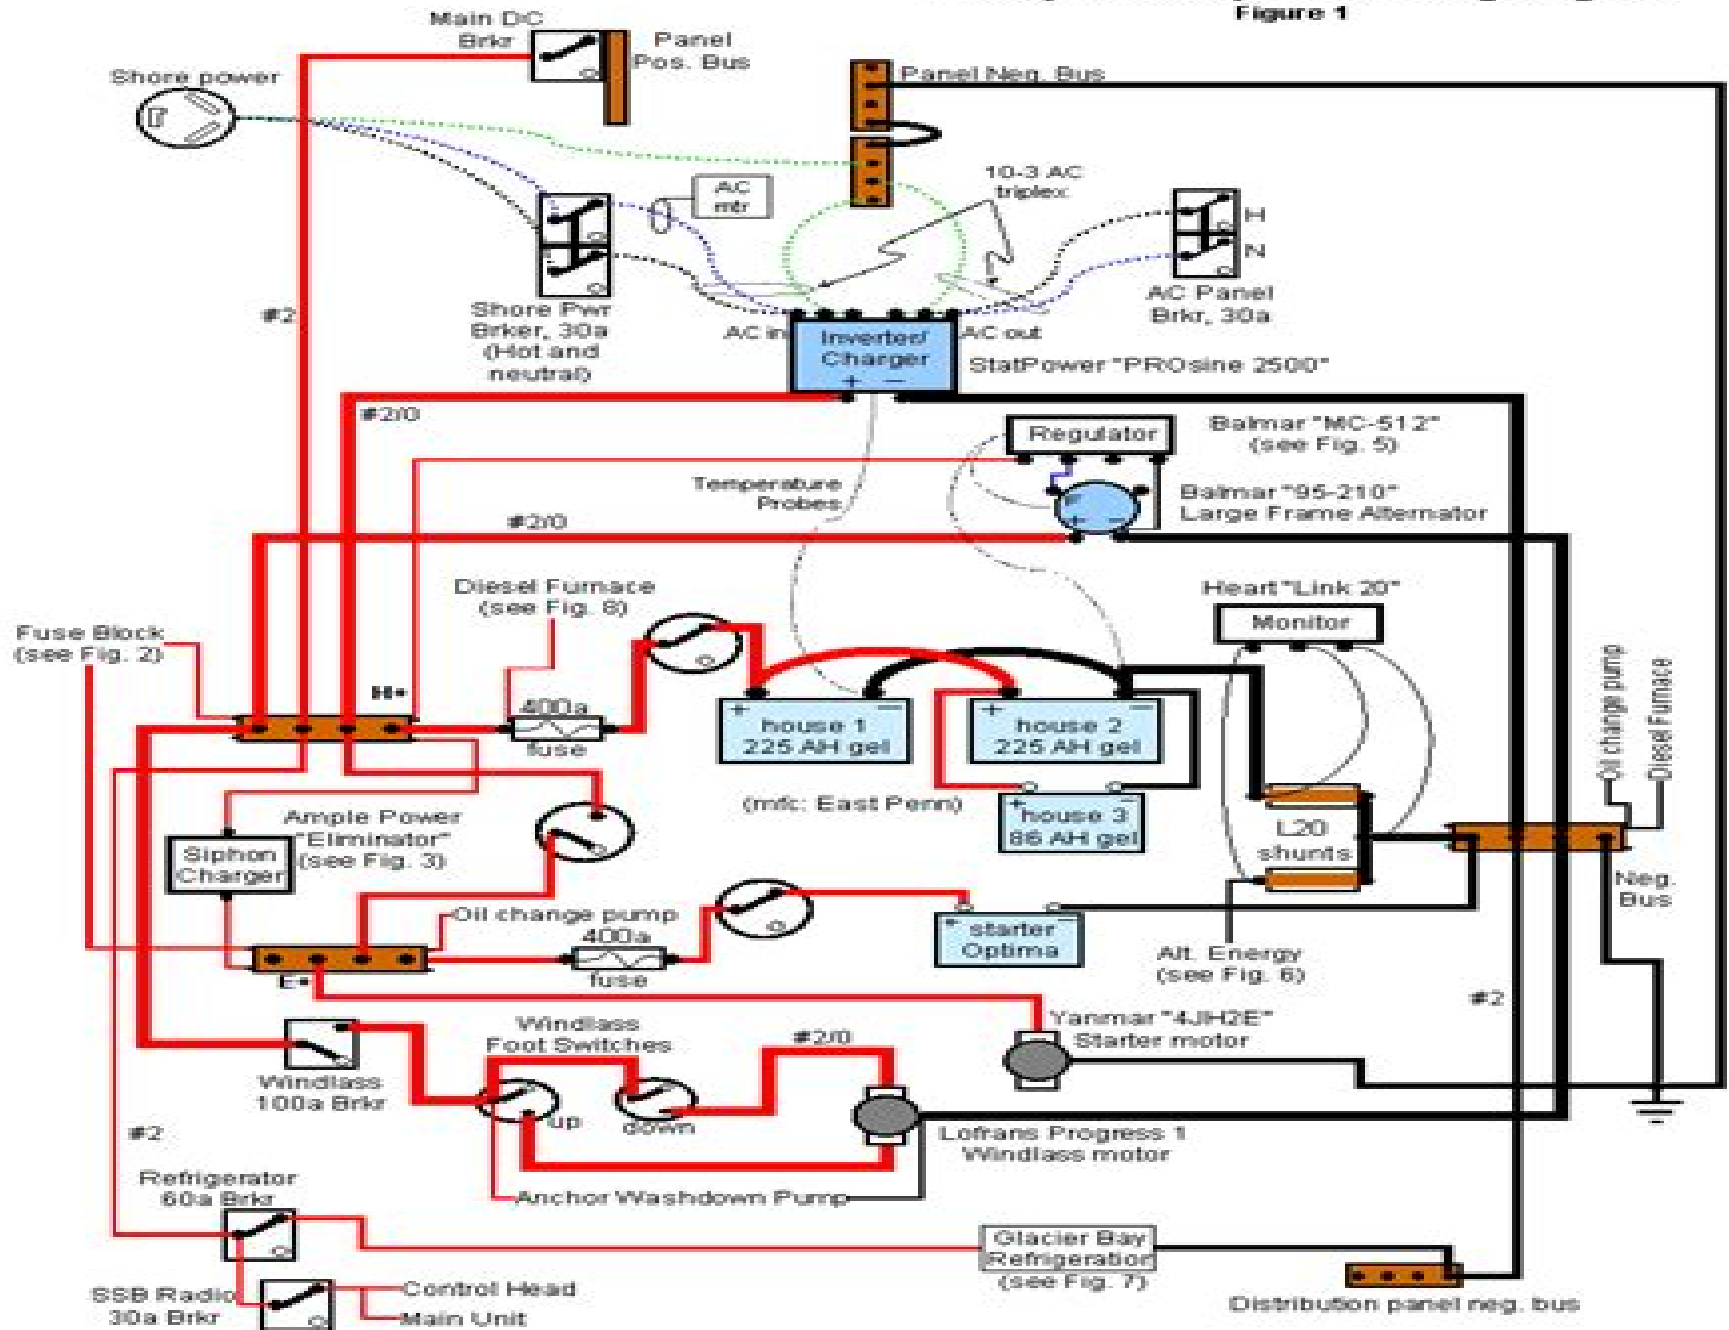 Figure 1
Main DC
Brkr
Panel
Pos. Bus
Shore power
Panel Neg. Bus
10-3 AC
triplex
AC
mtr
H
N
#2
Shore Pwr
Brker, 30a
(Hot and
neutral)
AC in
Inverter/
Charger
+ −
AC out
AC Panel
Brkr, 30a
StatPower "PROsine 2500"
#2/0
Regulator
Balmar "MC-512"
(see Fig. 5)
Temperature
Probes
+ −
Balmar "95-210"
Large Frame Alternator
#2/0
Diesel Furnace
(see Fig. 8)
Heart "Link 20"
Monitor
Fuse Block
(see Fig. 2)
H+
400a
fuse
+ −
house 1
225 AH gel
+ −
house 2
225 AH gel
Oil change pump
Diesel Furnace
(mfc: East Penn)
+ −
house 3
86 AH gel
L20
shunts
Ample Power
"Eliminator"
(see Fig. 3)
Siphon
Charger
Neg.
Bus
Oil change pump
400a
fuse
+ −
starter
Optima
Alt. Energy
(see Fig. 6)
E+
#2
Windlass
Foot Switches
#2/0
Yanmar "4JH2E"
Starter motor
Windlass
100a Brkr
up
down
#2
Lofrans Progress 1
Windlass motor
Anchor Washdown Pump
Refrigerator
60a Brkr
Glacier Bay
Refrigeration
(see Fig. 7)
SSB Radio
30a Brkr
Control Head
Main Unit
Distribution panel neg. bus